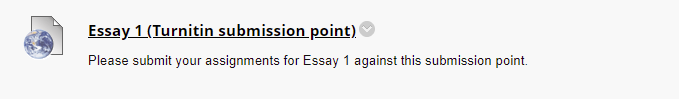 Essay 1 (Turnitin submission point)
Please submit your assignments for Essay 1 against this submission point.